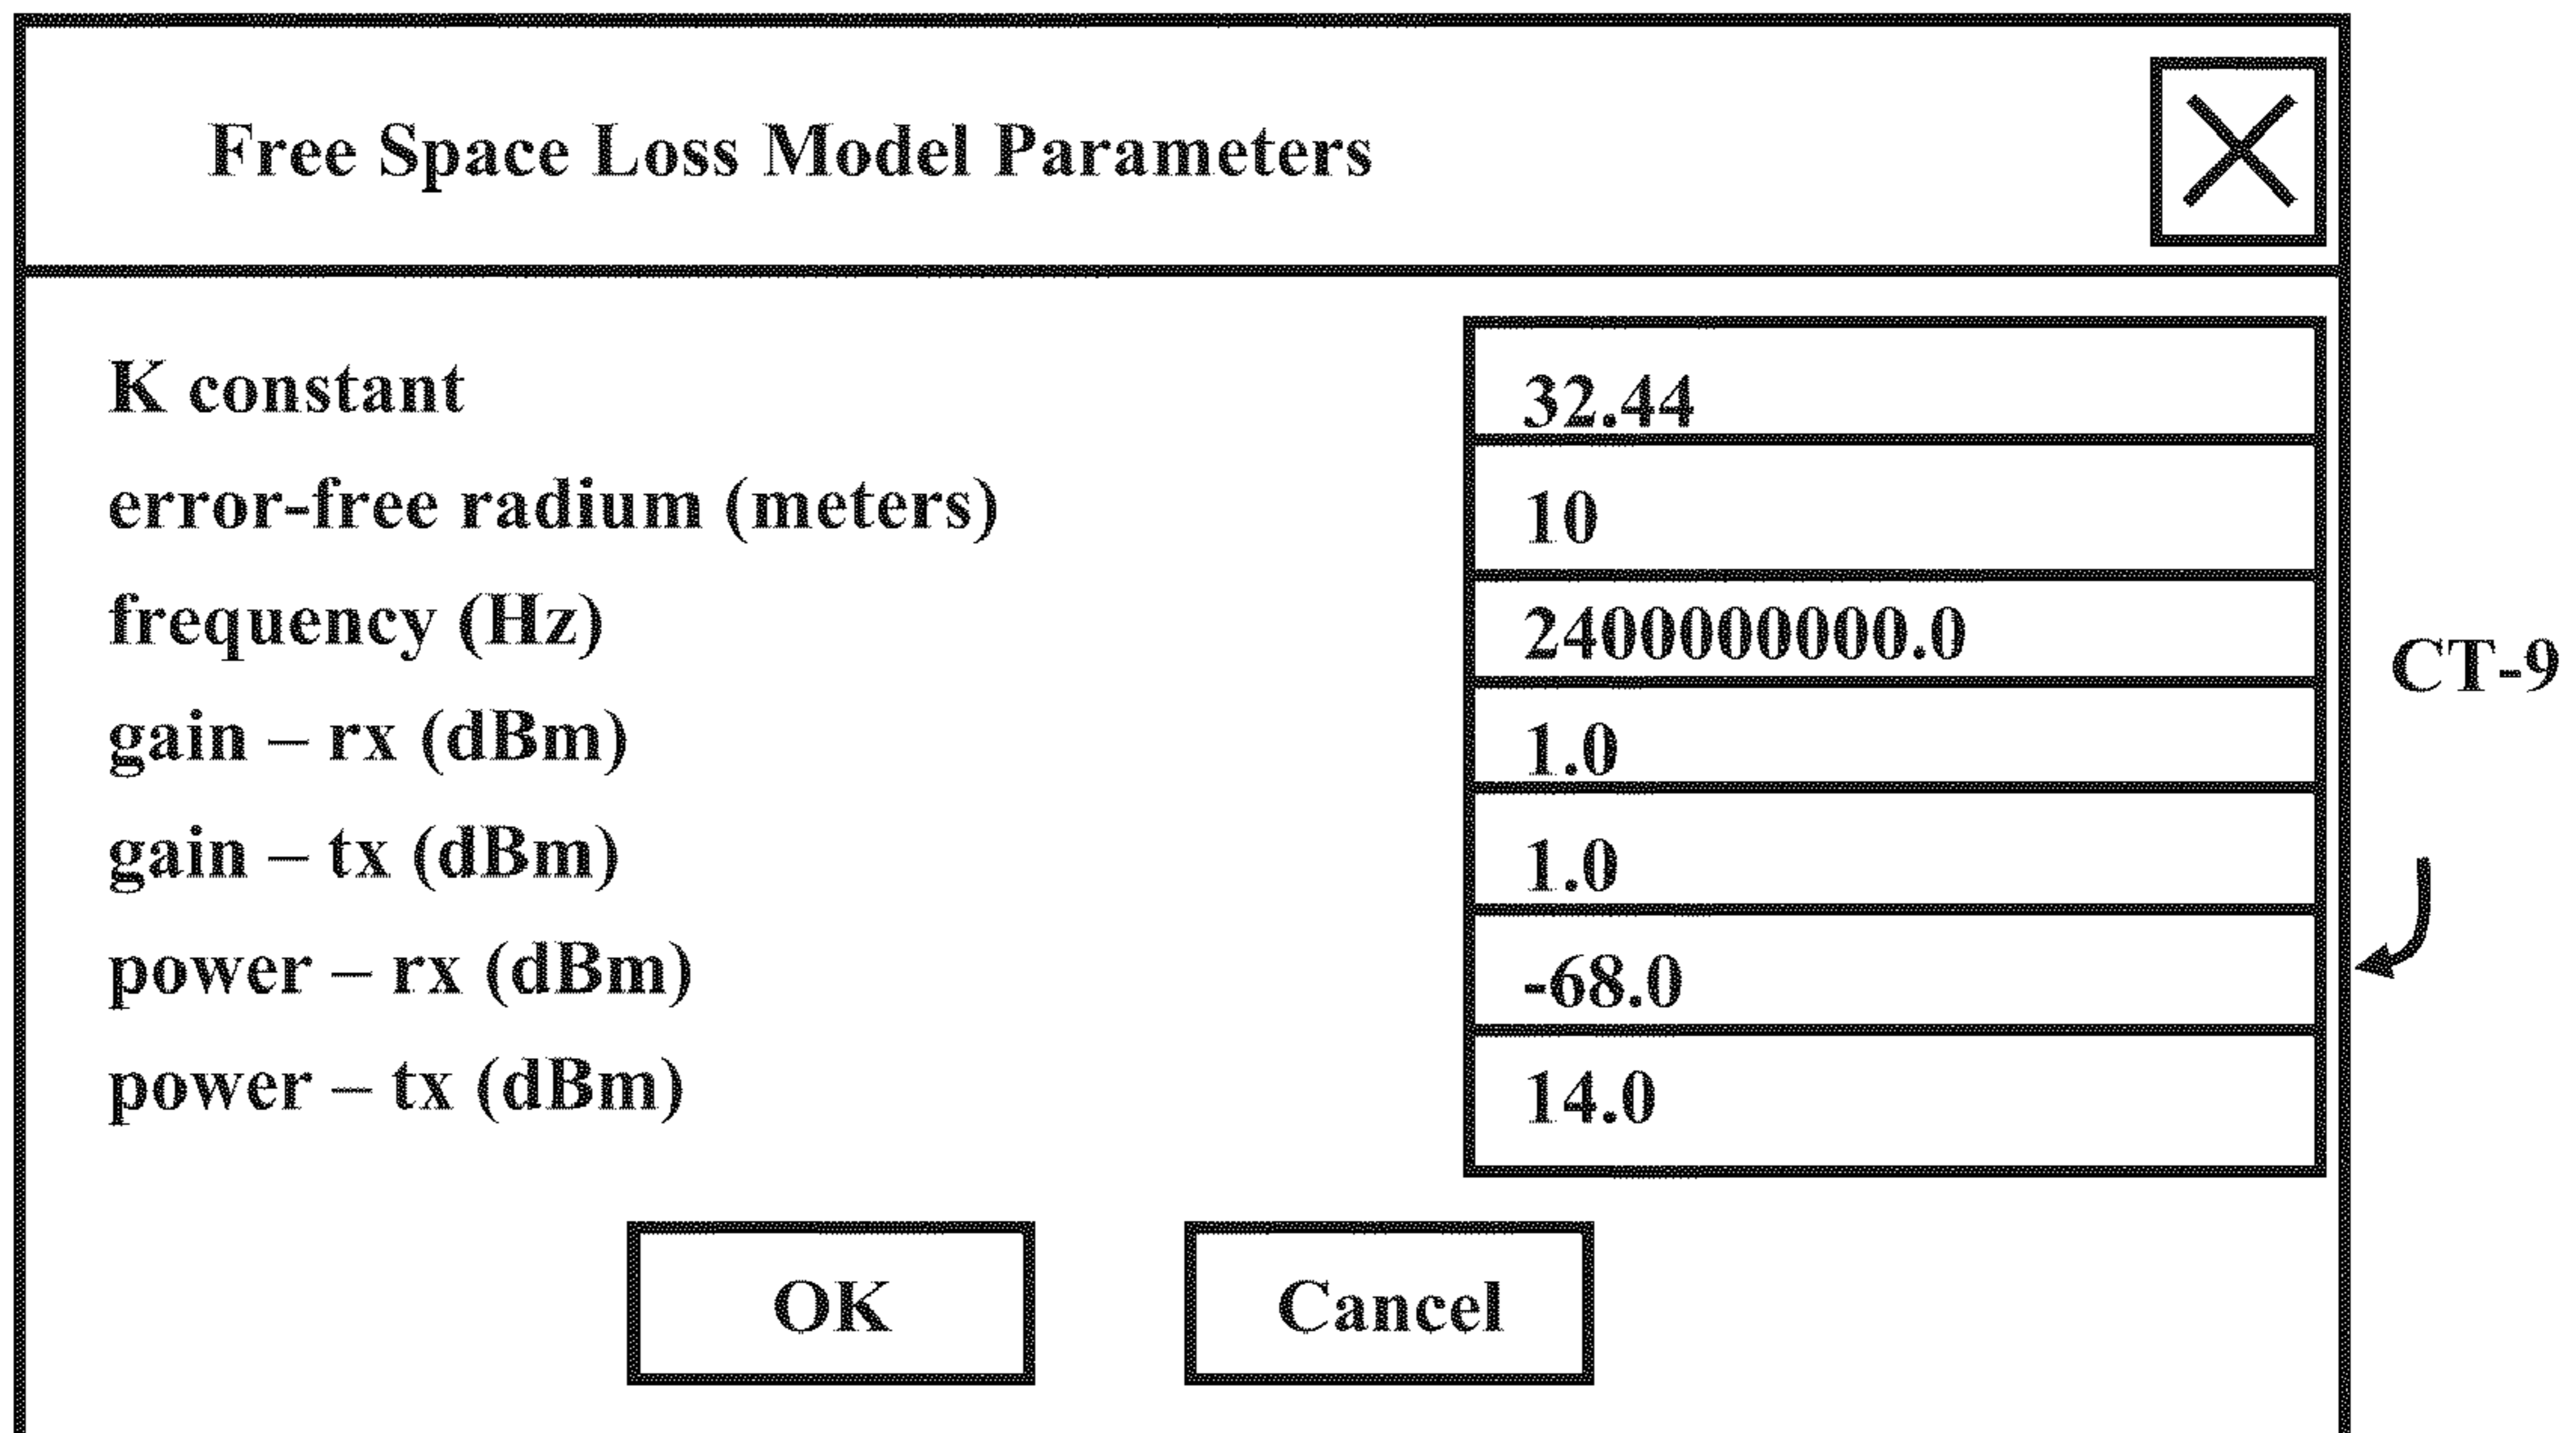 Free Space Loss Model Parameters
K constant 32.44
error-free radium (meters) 10
frequency (Hz) 2400000000.0
CT-9
gain – rx (dBm) 1.0
gain – tx (dBm) 1.0
power – rx (dBm) -68.0
power – tx (dBm) 14.0
OK Cancel